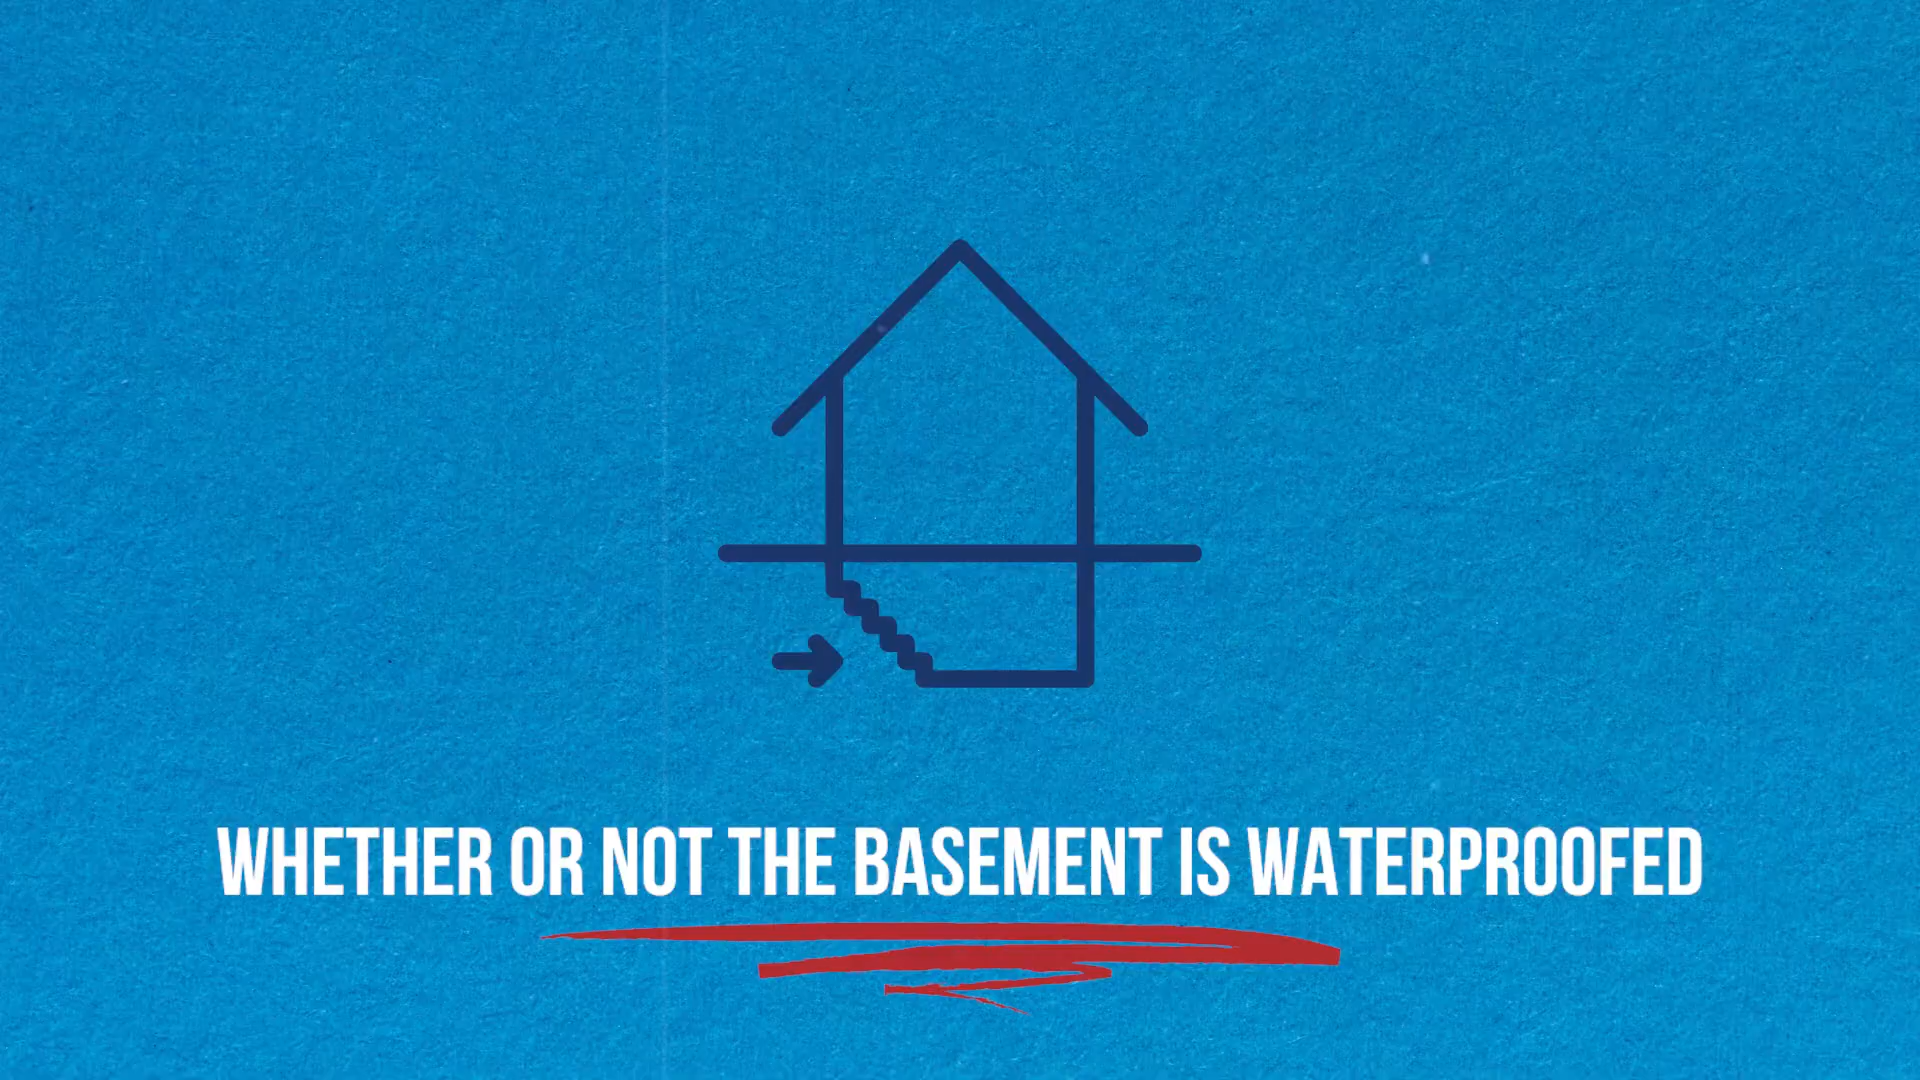 WHETHER OR NOT THE BASEMENT IS WATERPROOFED